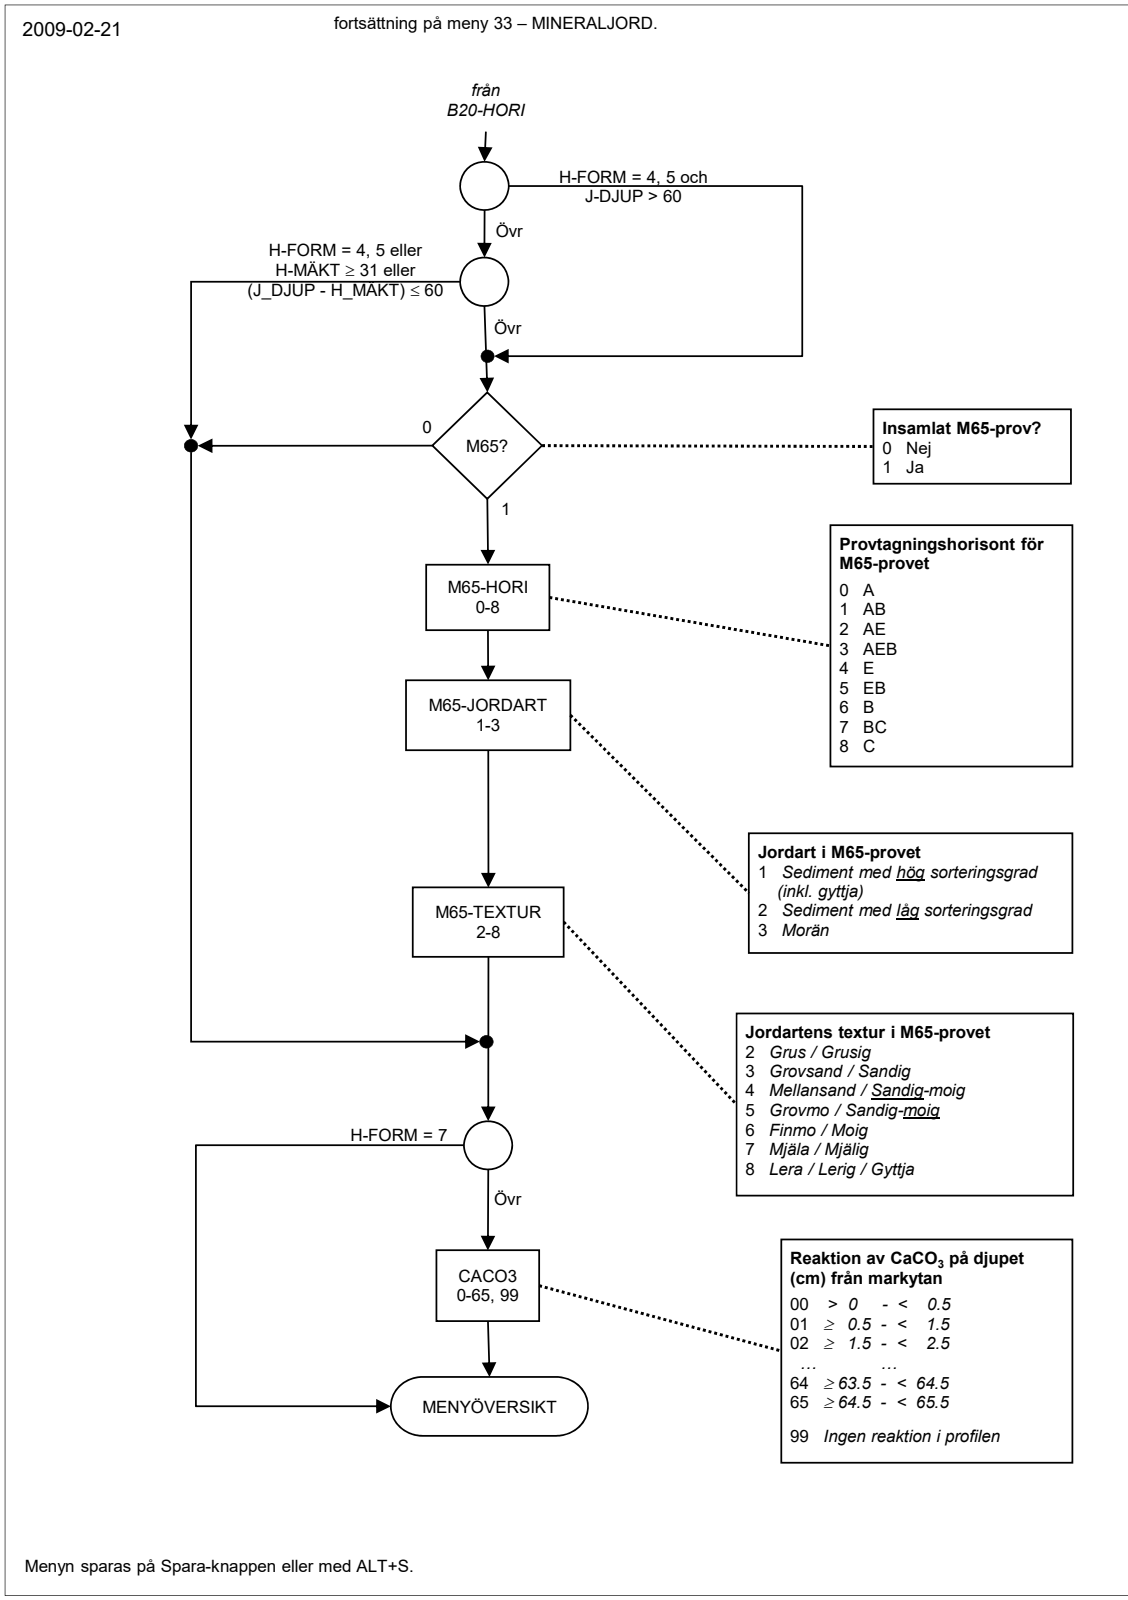 2009-02-21
fortsättning på meny 33 – MINERALJORD.
från
B20-HORI
H-FORM = 4, 5 och
J-DJUP > 60
Övr
H-FORM = 4, 5 eller
H-MÄKT ≥ 31 eller
(J_DJUP - H_MÄKT) ≤ 60
Övr
0
M65?
1
Insamlat M65-prov?
0 Nej
1 Ja
M65-HORI
0-8
Provtagningshorisont för
M65-provet
0 A
1 AB
2 AE
3 AEB
4 E
5 EB
6 B
7 BC
8 C
M65-JORDART
1-3
Jordart i M65-provet
1 Sediment med hög sorteringsgrad
(inkl. gyttja)
2 Sediment med låg sorteringsgrad
3 Morän
M65-TEXTUR
2-8
Jordartens textur i M65-provet
2 Grus / Grusig
3 Grovsand / Sandig
4 Mellansand / Sandig-moig
5 Grovmo / Sandig-moig
6 Finmo / Moig
7 Mjäla / Mjälig
8 Lera / Lerig / Gyttja
H-FORM = 7
Övr
CACO3
0-65, 99
Reaktion av CaCO3 på djupet
(cm) från markytan
00 > 0 - < 0.5
01 ≥ 0.5 - < 1.5
02 ≥ 1.5 - < 2.5
... ...
64 ≥ 63.5 - < 64.5
65 ≥ 64.5 - < 65.5
99 Ingen reaktion i profilen
MENYÖVERSIKT
Menyn sparas på Spara-knappen eller med ALT+S.